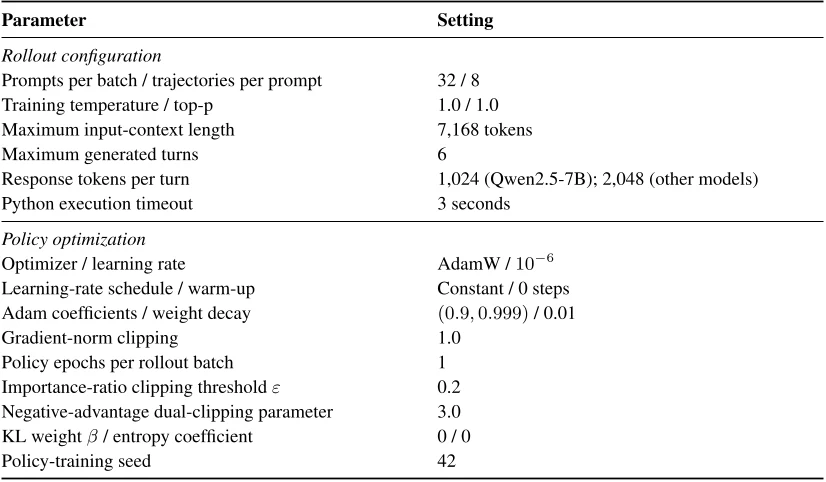 Parameter Setting
Rollout configuration
Prompts per batch / trajectories per prompt 32 / 8
Training temperature / top-p 1.0 / 1.0
Maximum input-context length 7,168 tokens
Maximum generated turns 6
Response tokens per turn 1,024 (Qwen2.5-7B); 2,048 (other models)
Python execution timeout 3 seconds
Policy optimization
Optimizer / learning rate AdamW / 10⁻⁶
Learning-rate schedule / warm-up Constant / 0 steps
Adam coefficients / weight decay (0.9, 0.999) / 0.01
Gradient-norm clipping 1.0
Policy epochs per rollout batch 1
Importance-ratio clipping threshold ε 0.2
Negative-advantage dual-clipping parameter 3.0
KL weight β / entropy coefficient 0 / 0
Policy-training seed 42